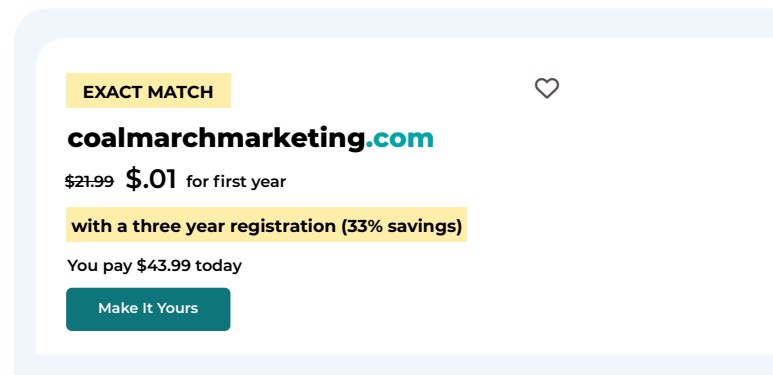 EXACT MATCH
coalmarchmarketing.com
$21.99 $.01 for first year
with a three year registration (33% savings)
You pay $43.99 today
Make It Yours